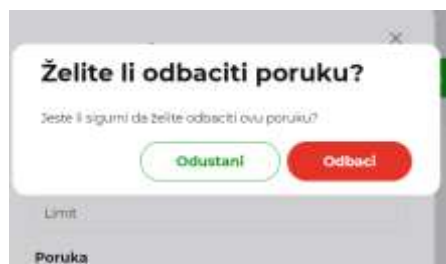 Želite li odbaciti poruku?
Jeste li sigurni da želite odbaciti ovu poruku?
Odustani
Odbaci
Limit
Poruka